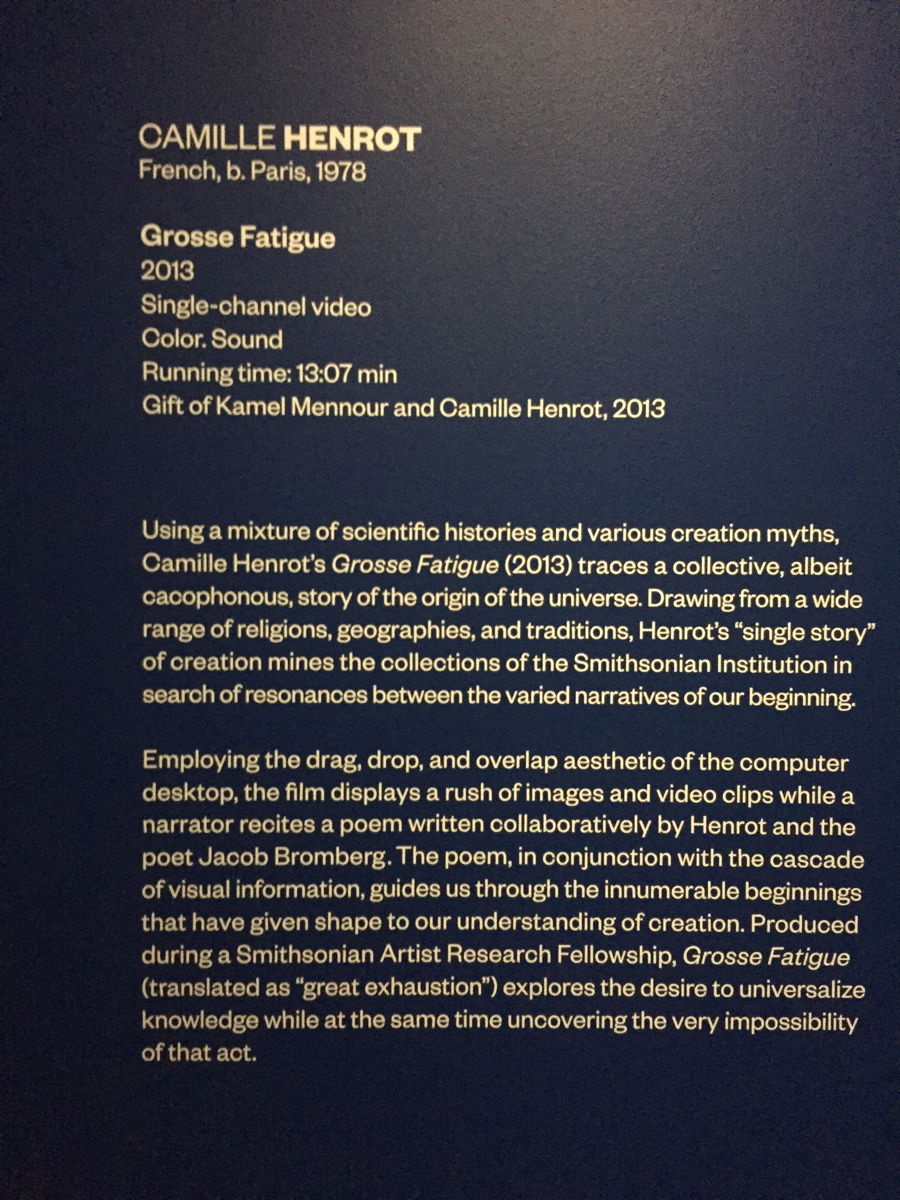 CAMILLE HENROT
French, b. Paris, 1978
Grosse Fatigue
2013
Single-channel video
Color. Sound
Running time: 13:07 min
Gift of Kamel Mennour and Camille Henrot, 2013
Using a mixture of scientific histories and various creation myths,
Camille Henrot’s Grosse Fatigue (2013) traces a collective, albeit
cacophonous, story of the origin of the universe. Drawing from a wide
range of religions, geographies, and traditions, Henrot’s “single story”
of creation mines the collections of the Smithsonian Institution in
search of resonances between the varied narratives of our beginning.
Employing the drag, drop, and overlap aesthetic of the computer
desktop, the film displays a rush of images and video clips while a
narrator recites a poem written collaboratively by Henrot and the
poet Jacob Bromberg. The poem, in conjunction with the cascade
of visual information, guides us through the innumerable beginnings
that have given shape to our understanding of creation. Produced
during a Smithsonian Artist Research Fellowship, Grosse Fatigue
(translated as “great exhaustion”) explores the desire to universalize
knowledge while at the same time uncovering the very impossibility
of that act.